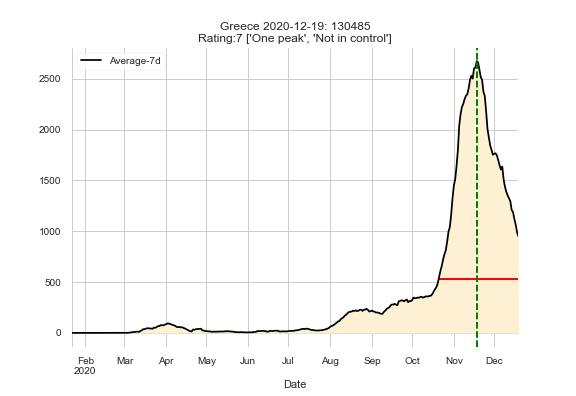 Greece 2020-12-19: 130485
Rating:7 ['One peak', 'Not in control']
Average-7d
2500
2000
1500
1000
500
0
Feb Mar Apr May Jun Jul Aug Sep Oct Nov Dec
2020
Date